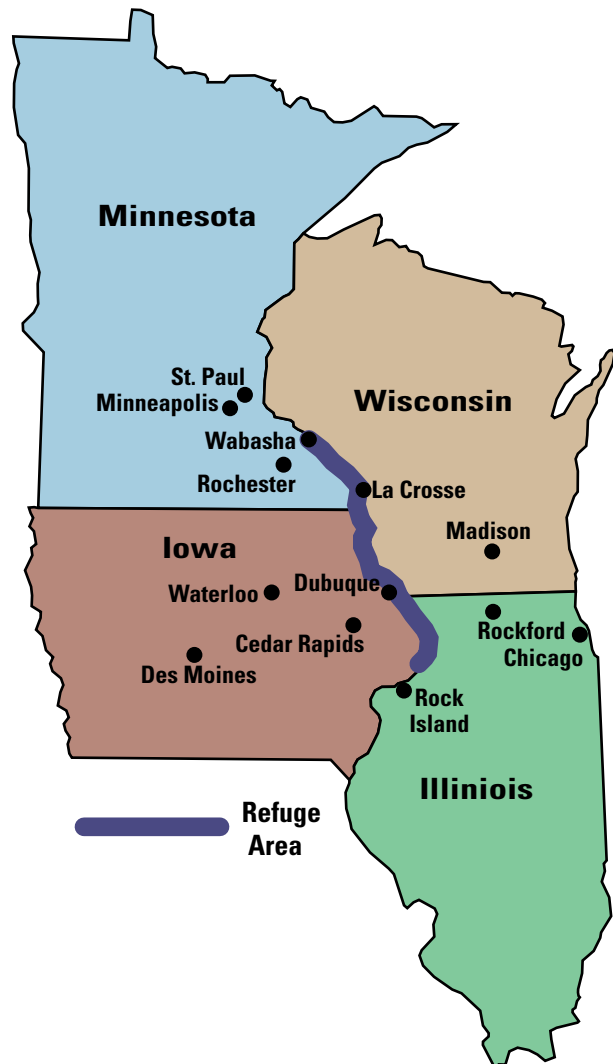 Minnesota
St. Paul
Minneapolis
Wisconsin
Wabasha
Rochester
La Crosse
Iowa
Madison
Waterloo
Dubuque
Cedar Rapids
Rockford
Chicago
Des Moines
Rock
Island
Illiniois
Refuge
Area